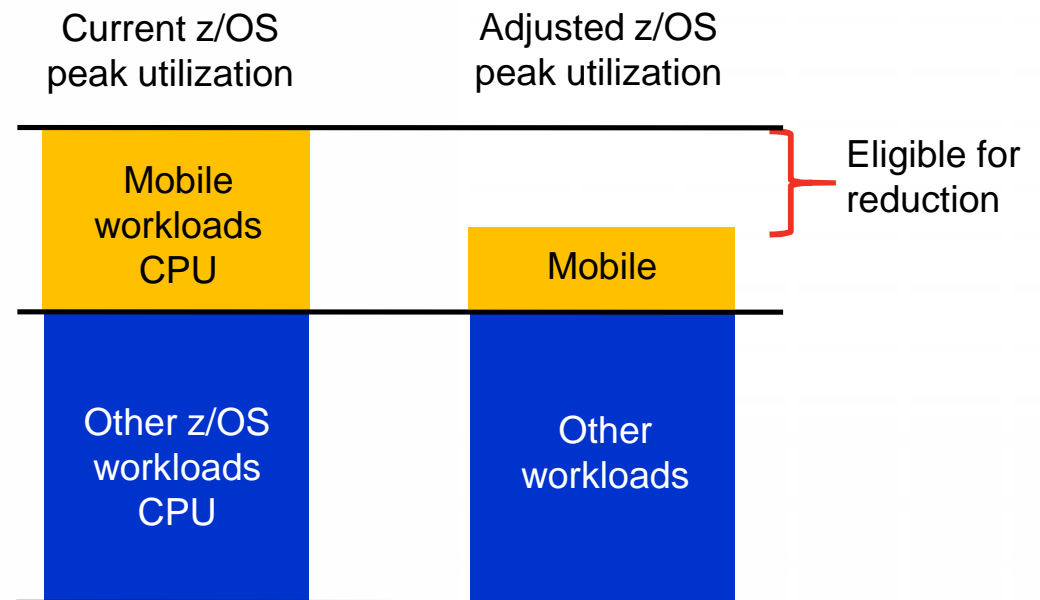 Current z/OS
peak utilization
Adjusted z/OS
peak utilization
Eligible for
reduction
Mobile
workloads
CPU
Mobile
Other z/OS
workloads
CPU
Other
workloads